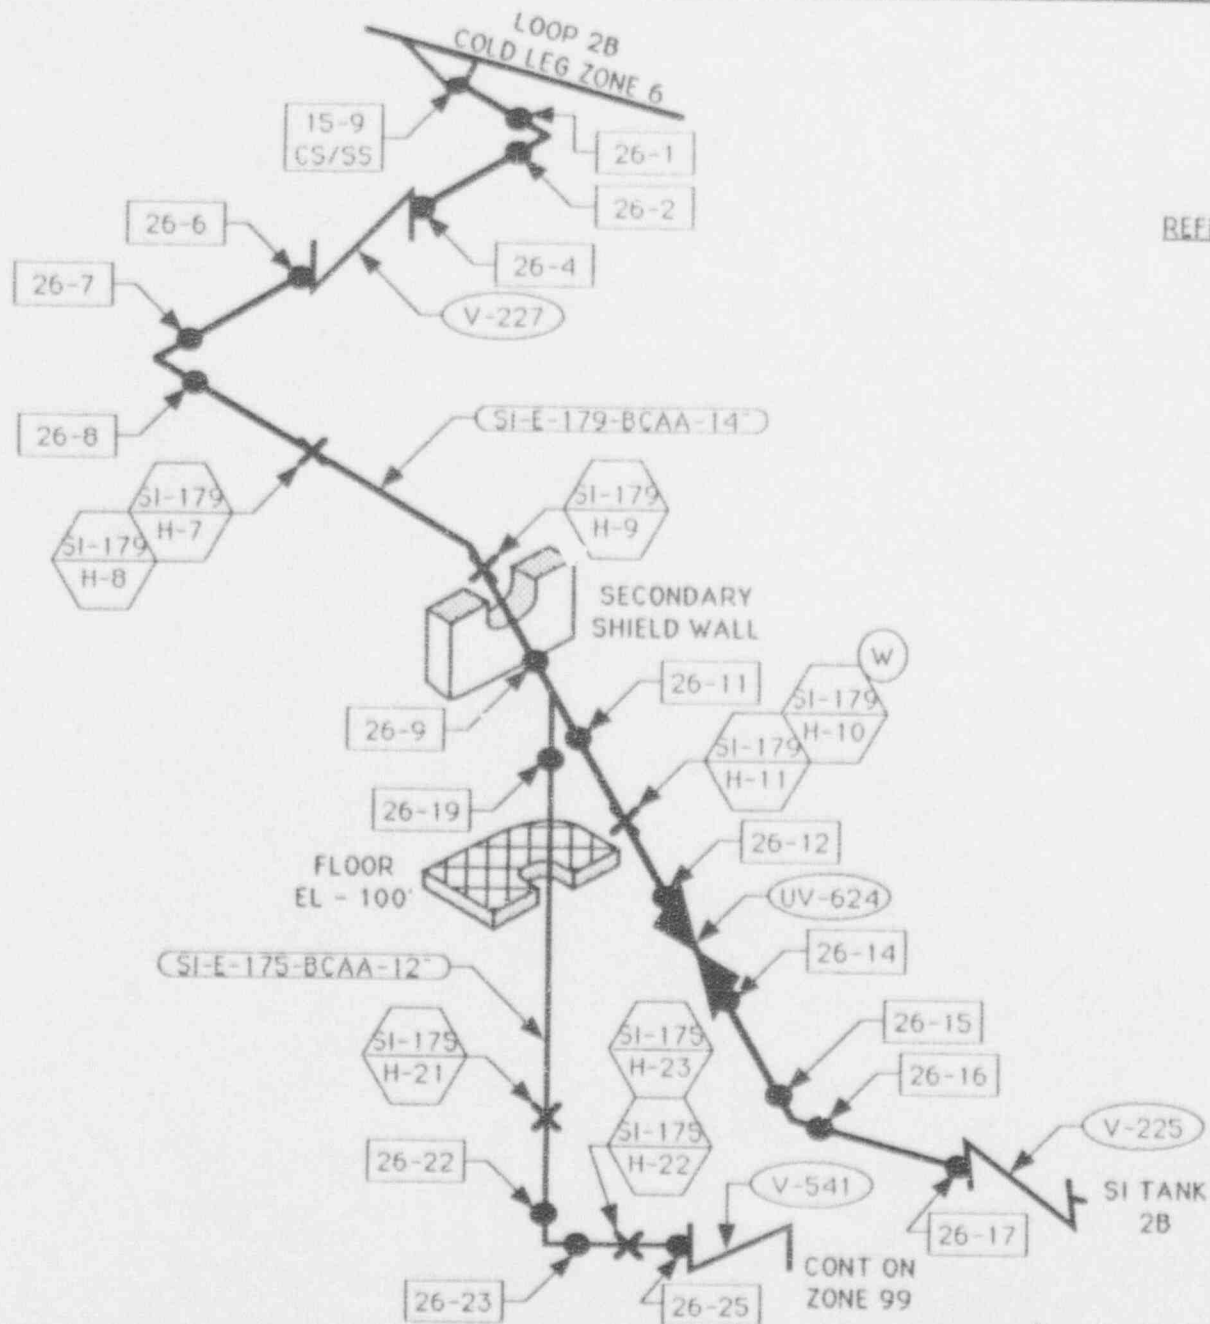 LOOP 2B
COLD LEG ZONE 6
15-9
CS/SS
26-1
26-2
26-6
26-4
26-7
V-227
26-8
SI-E-179-BCAA-14"
SI-179
H-7
SI-179
H-8
SI-179
H-9
SECONDARY
SHIELD WALL
W
26-11
SI-179
H-10
26-9
SI-179
H-11
26-19
26-12
FLOOR
EL - 100'
UV-624
26-14
SI-E-175-BCAA-12"
26-15
SI-175
H-21
SI-175
H-23
26-16
SI-175
H-22
V-225
26-22
V-541
SI TANK
2B
26-17
CONT ON
ZONE 99
26-23
26-25